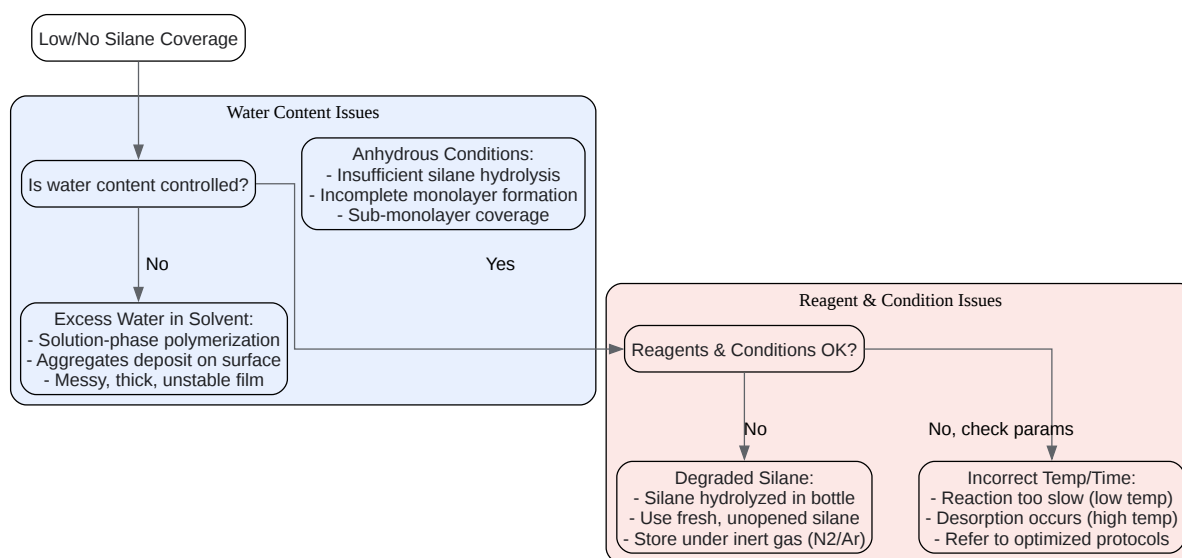 Low/No Silane Coverage
Water Content Issues
Is water content controlled?
Anhydrous Conditions:
- Insufficient silane hydrolysis
- Incomplete monolayer formation
- Sub-monolayer coverage
No
Yes
Excess Water in Solvent:
- Solution-phase polymerization
- Aggregates deposit on surface
- Messy, thick, unstable film
Reagent & Condition Issues
Reagents & Conditions OK?
No
No, check params
Degraded Silane:
- Silane hydrolyzed in bottle
- Use fresh, unopened silane
- Store under inert gas (N2/Ar)
Incorrect Temp/Time:
- Reaction too slow (low temp)
- Desorption occurs (high temp)
- Refer to optimized protocols